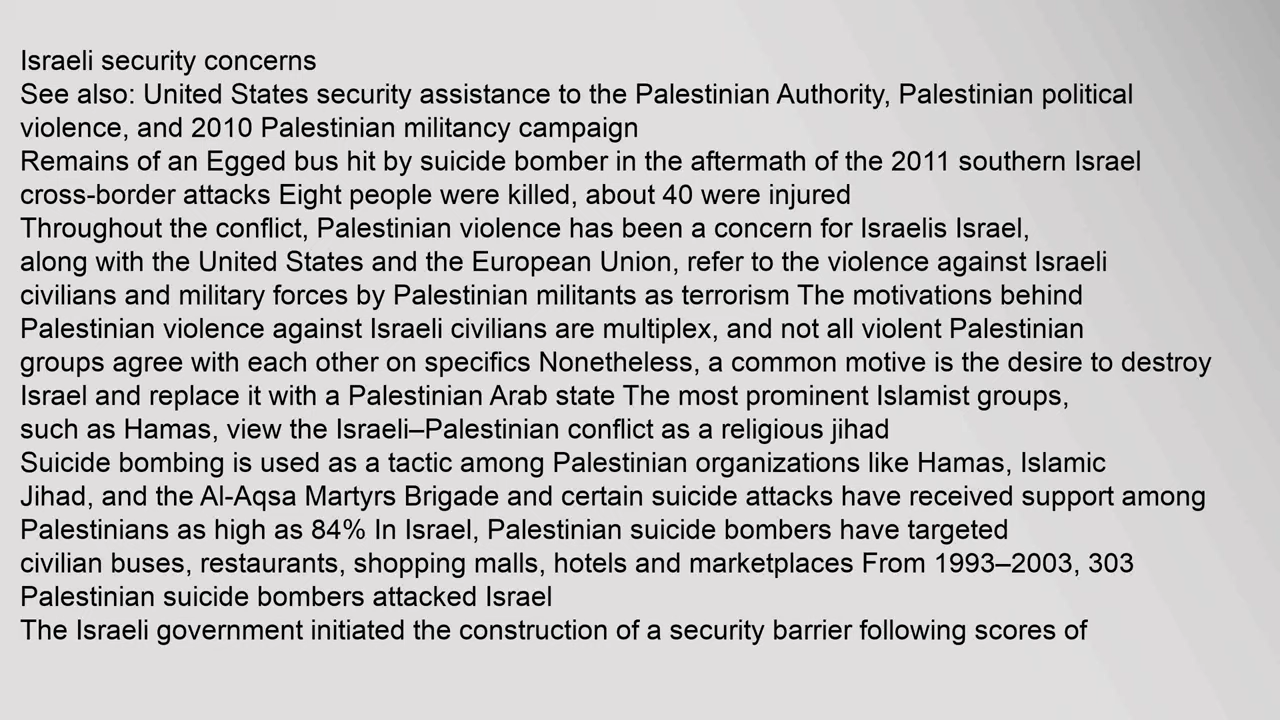 Israeli security concerns
See also: United States security assistance to the Palestinian Authority, Palestinian political
violence, and 2010 Palestinian militancy campaign
Remains of an Egged bus hit by suicide bomber in the aftermath of the 2011 southern Israel
cross-border attacks Eight people were killed, about 40 were injured
Throughout the conflict, Palestinian violence has been a concern for Israelis Israel,
along with the United States and the European Union, refer to the violence against Israeli
civilians and military forces by Palestinian militants as terrorism The motivations behind
Palestinian violence against Israeli civilians are multiplex, and not all violent Palestinian
groups agree with each other on specifics Nonetheless, a common motive is the desire to destroy
Israel and replace it with a Palestinian Arab state The most prominent Islamist groups,
such as Hamas, view the Israeli–Palestinian conflict as a religious jihad
Suicide bombing is used as a tactic among Palestinian organizations like Hamas, Islamic
Jihad, and the Al-Aqsa Martyrs Brigade and certain suicide attacks have received support among
Palestinians as high as 84% In Israel, Palestinian suicide bombers have targeted
civilian buses, restaurants, shopping malls, hotels and marketplaces From 1993–2003, 303
Palestinian suicide bombers attacked Israel
The Israeli government initiated the construction of a security barrier following scores of